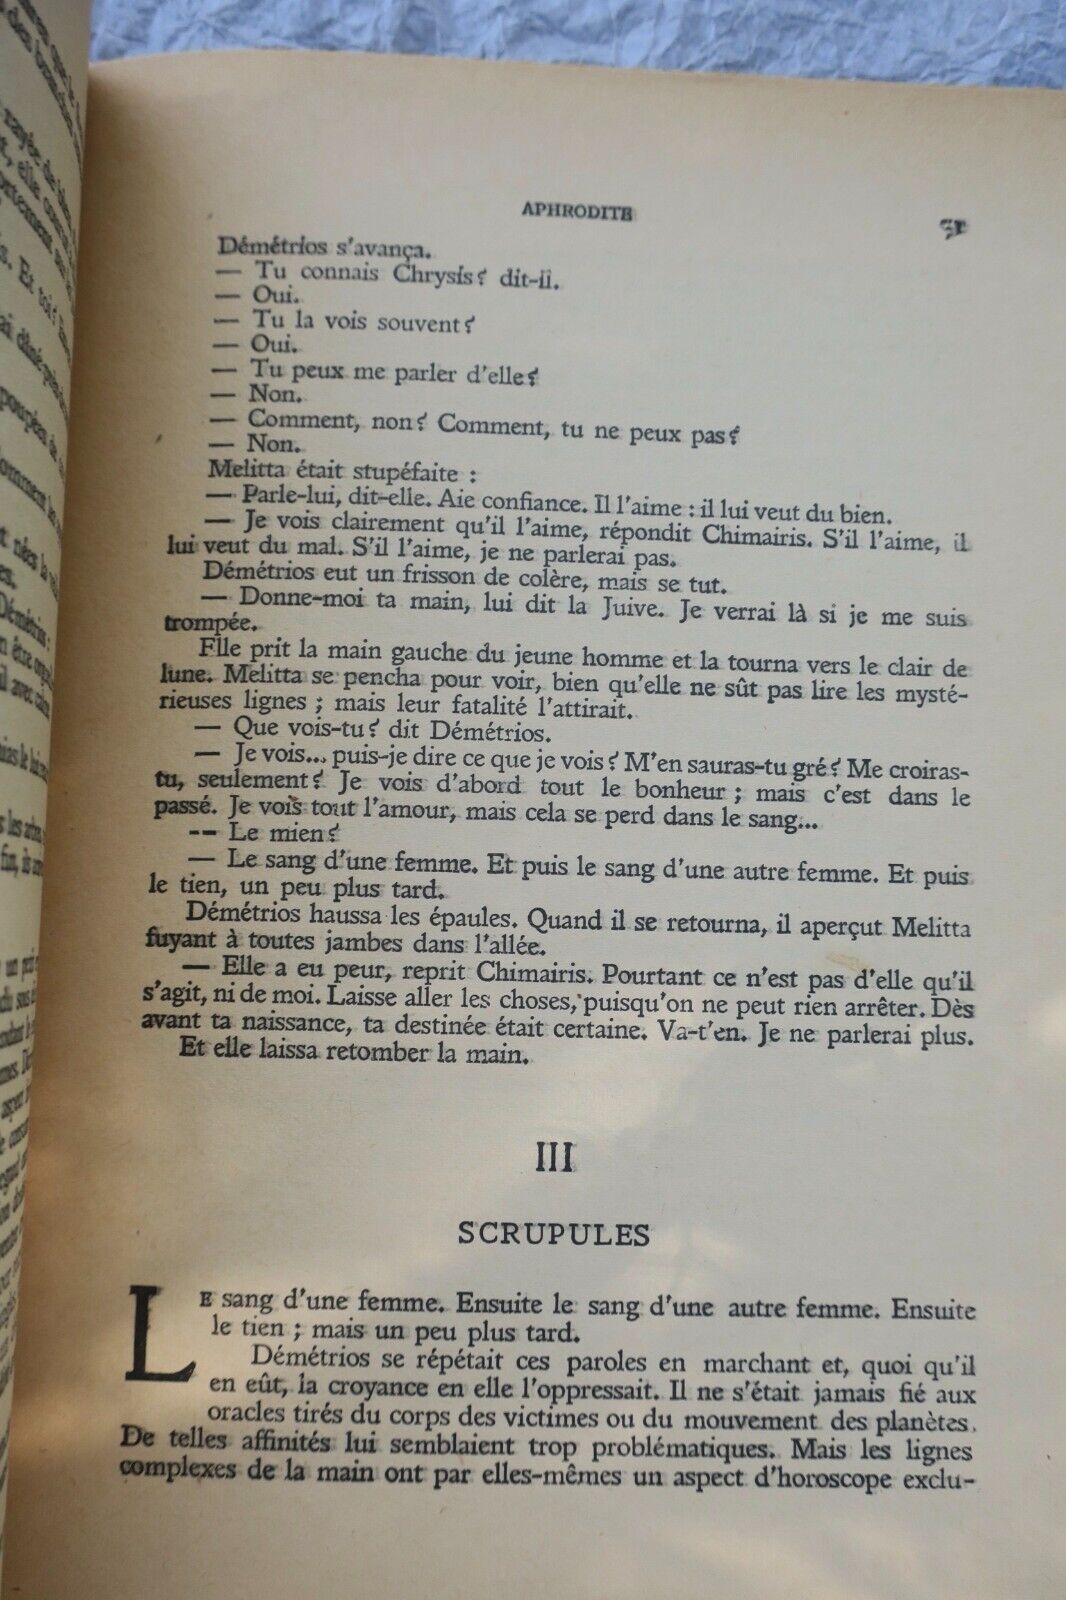 APHRODITE
Démétrios s'avança.
— Tu connais Chrysis? dit-il.
— Oui.
— Tu la vois souvent?
— Oui.
— Tu peux me parler d'elle?
— Non.
— Comment, non? Comment, tu ne peux pas?
— Non.
Melitta était stupéfaite :
— Parle-lui, dit-elle. Aie confiance. Il l'aime : il lui veut du bien.
— Je vois clairement qu'il l'aime, répondit Chimairis. S'il l'aime, il
lui veut du mal. S'il l'aime, je ne parlerai pas.
Démétrios eut un frisson de colère, mais se tut.
— Donne-moi ta main, lui dit la Juive. Je verrai là si je me suis
trompée.
Elle prit la main gauche du jeune homme et la tourna vers le clair de
lune. Melitta se pencha pour voir, bien qu'elle ne sût pas lire les mysté-
rieuses lignes ; mais leur fatalité l'attirait.
— Que vois-tu? dit Démétrios.
— Je vois... puis-je dire ce que je vois? M'en sauras-tu gré? Me croiras-
tu, seulement? Je vois d'abord tout le bonheur ; mais c'est dans le
passé. Je vois tout l'amour, mais cela se perd dans le sang...
-- Le mien?
— Le sang d'une femme. Et puis le sang d'une autre femme. Et puis
le tien, un peu plus tard.
Démétrios haussa les épaules. Quand il se retourna, il aperçut Melitta
fuyant à toutes jambes dans l'allée.
— Elle a eu peur, reprit Chimairis. Pourtant ce n'est pas d'elle qu'il
s'agit, ni de moi. Laisse aller les choses, puisqu'on ne peut rien arrêter. Dès
avant ta naissance, ta destinée était certaine. Va-t'en. Je ne parlerai plus.
Et elle laissa retomber la main.
III
SCRUPULES
LE sang d'une femme. Ensuite le sang d'une autre femme. Ensuite
le tien ; mais un peu plus tard.
Démétrios se répétait ces paroles en marchant et, quoi qu'il
en eût, la croyance en elle l'oppressait. Il ne s'était jamais fié aux
oracles tirés du corps des victimes ou du mouvement des planètes.
De telles affinités lui semblaient trop problématiques. Mais les lignes
complexes de la main ont par elles-mêmes un aspect d'horoscope exclu-